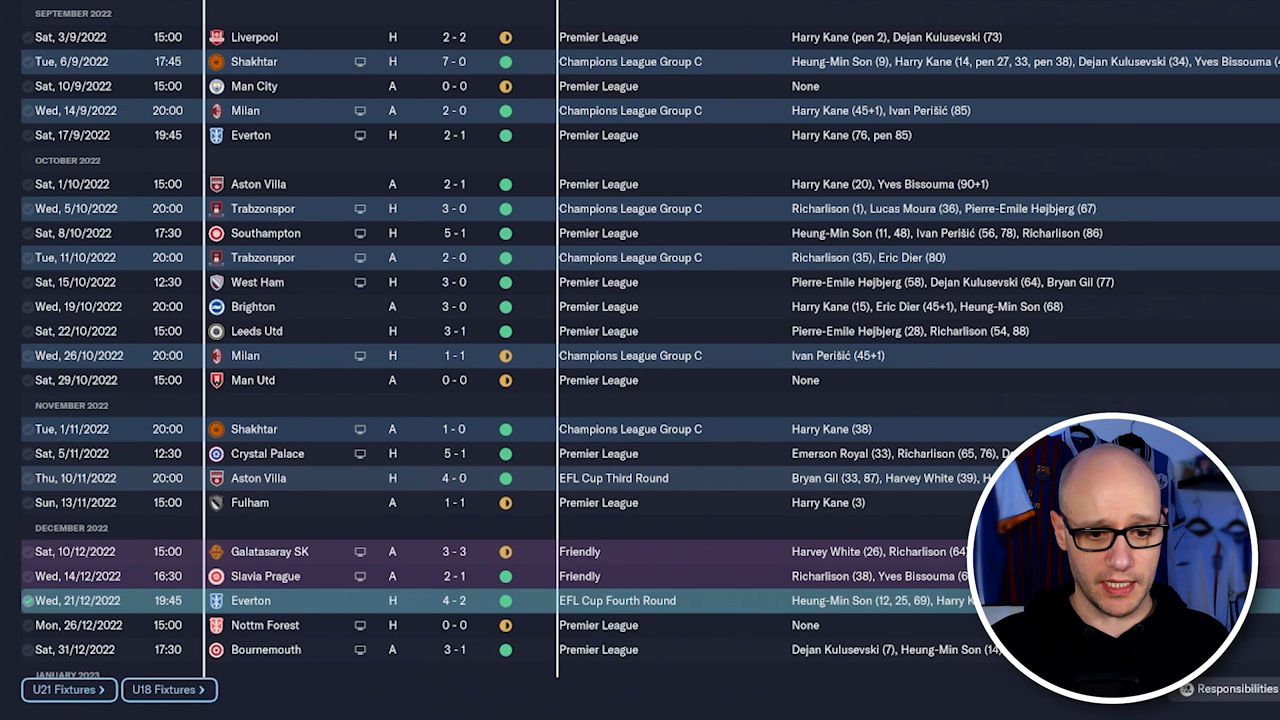 SEPTEMBER 2022
Sat, 3/9/2022 15:00 Liverpool H 2 - 2 Premier League Harry Kane (pen 2), Dejan Kulusevski (73)
Tue, 6/9/2022 17:45 Shakhtar H 7 - 0 Champions League Group C Heung-Min Son (9), Harry Kane (14, pen 27, 33, pen 38), Dejan Kulusevski (34), Yves Bissouma
Sat, 10/9/2022 15:00 Man City A 0 - 0 Premier League None
Wed, 14/9/2022 20:00 Milan A 2 - 0 Champions League Group C Harry Kane (45+1), Ivan Perišić (85)
Sat, 17/9/2022 19:45 Everton H 2 - 1 Premier League Harry Kane (76, pen 85)
OCTOBER 2022
Sat, 1/10/2022 15:00 Aston Villa A 2 - 1 Premier League Harry Kane (20), Yves Bissouma (90+1)
Wed, 5/10/2022 20:00 Trabzonspor H 3 - 0 Champions League Group C Richarlison (1), Lucas Moura (36), Pierre-Emile Højbjerg (67)
Sat, 8/10/2022 17:30 Southampton H 5 - 1 Premier League Heung-Min Son (11, 48), Ivan Perišić (56, 78), Richarlison (86)
Tue, 11/10/2022 20:00 Trabzonspor A 2 - 0 Champions League Group C Richarlison (35), Eric Dier (80)
Sat, 15/10/2022 12:30 West Ham H 3 - 0 Premier League Pierre-Emile Højbjerg (58), Dejan Kulusevski (64), Bryan Gil (77)
Wed, 19/10/2022 20:00 Brighton A 3 - 0 Premier League Harry Kane (15), Eric Dier (45+1), Heung-Min Son (68)
Sat, 22/10/2022 15:00 Leeds Utd H 3 - 1 Premier League Pierre-Emile Højbjerg (28), Richarlison (54, 88)
Wed, 26/10/2022 20:00 Milan H 1 - 1 Champions League Group C Ivan Perišić (45+1)
Sat, 29/10/2022 15:00 Man Utd A 0 - 0 Premier League None
NOVEMBER 2022
Tue, 1/11/2022 20:00 Shakhtar A 1 - 0 Champions League Group C Harry Kane (38)
Sat, 5/11/2022 12:30 Crystal Palace H 5 - 1 Premier League Emerson Royal (33), Richarlison (65, 76),
Thu, 10/11/2022 20:00 Aston Villa H 4 - 0 EFL Cup Third Round Bryan Gil (33, 87), Harvey White (39),
Sun, 13/11/2022 15:00 Fulham A 1 - 1 Premier League Harry Kane (3)
DECEMBER 2022
Sat, 10/12/2022 15:00 Galatasaray SK A 3 - 3 Friendly Harvey White (26), Richarlison (64
Wed, 14/12/2022 16:30 Slavia Prague A 2 - 1 Friendly Richarlison (38), Yves Bissouma
Wed, 21/12/2022 19:45 Everton H 4 - 2 EFL Cup Fourth Round Heung-Min Son (12, 25, 69), Harry
Mon, 26/12/2022 15:00 Nottm Forest H 0 - 0 Premier League None
Sat, 31/12/2022 17:30 Bournemouth A 3 - 1 Premier League Dejan Kulusevski (7), Heung-Min Son (14
JANUARY 2023
U21 Fixtures U18 Fixtures Responsibilities